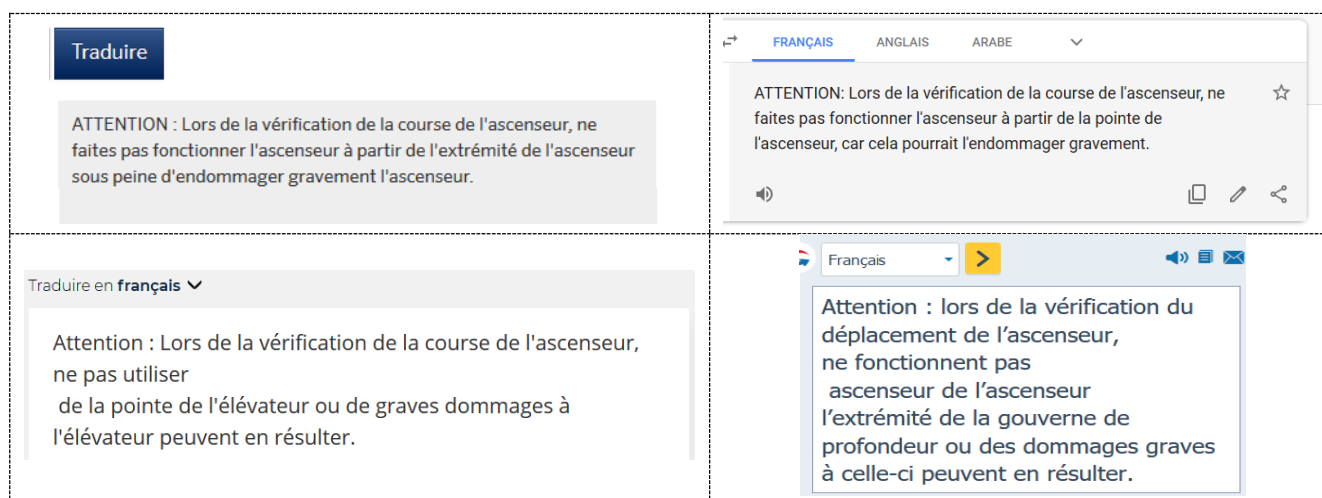 Traduire
ATTENTION : Lors de la vérification de la course de l'ascenseur, ne
faites pas fonctionner l'ascenseur à partir de l'extrémité de l'ascenseur
sous peine d'endommager gravement l'ascenseur.
FRANÇAIS ANGLAIS ARABE
ATTENTION: Lors de la vérification de la course de l'ascenseur, ne
faites pas fonctionner l'ascenseur à partir de la pointe de
l'ascenseur, car cela pourrait l'endommager gravement.
Traduire en français
Attention : Lors de la vérification de la course de l'ascenseur,
ne pas utiliser
de la pointe de l'élévateur ou de graves dommages à
l'élévateur peuvent en résulter.
Français
Attention : lors de la vérification du
déplacement de l’ascenseur,
ne fonctionnent pas
ascenseur de l’ascenseur
l’extrémité de la gouverne de
profondeur ou des dommages graves
à celle-ci peuvent en résulter.